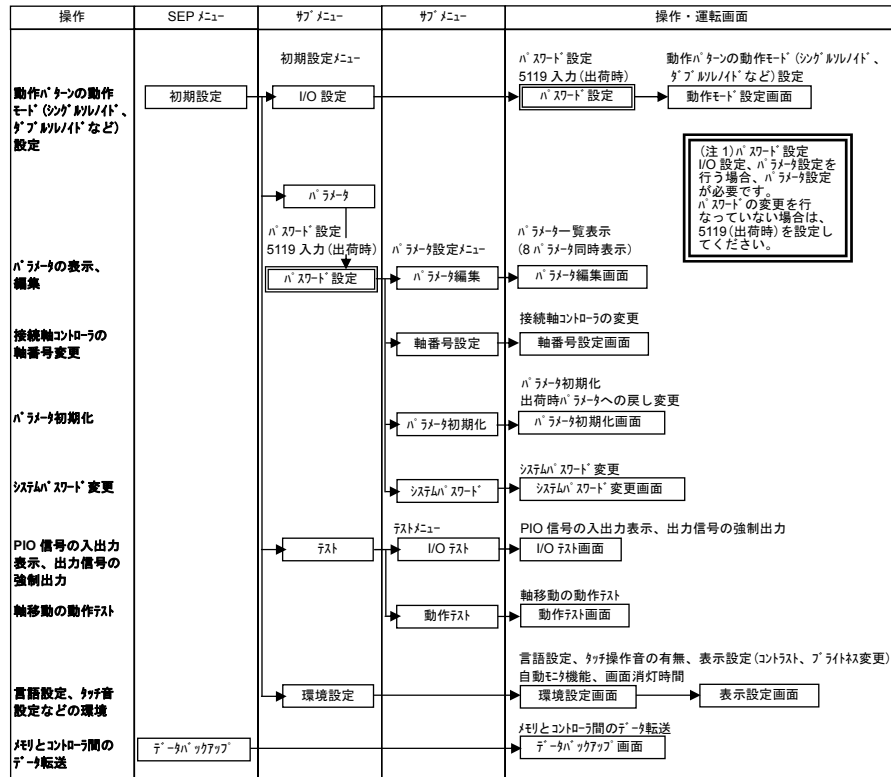 操作
SEP ﾒﾆｭｰ
ｻﾌﾞﾒﾆｭｰ
ｻﾌﾞﾒﾆｭｰ
操作・運転画面
初期設定ﾒﾆｭｰ
ﾊﾟｽﾜｰﾄﾞ設定
5119 入力(出荷時)
動作ﾊﾟﾀｰﾝの動作ﾓｰﾄﾞ(ｼﾝｸﾞﾙｿﾚﾉｲﾄﾞ、
ﾀﾞﾌﾞﾙｿﾚﾉｲﾄﾞなど)設定
動作ﾊﾟﾀｰﾝの動作
ﾓｰﾄﾞ(ｼﾝｸﾞﾙｿﾚﾉｲﾄﾞ、
ﾀﾞﾌﾞﾙｿﾚﾉｲﾄﾞなど)
設定
初期設定
I/O 設定
ﾊﾟｽﾜｰﾄﾞ設定
動作ﾓｰﾄﾞ設定画面
(注 1)ﾊﾟｽﾜｰﾄﾞ設定
I/O 設定、ﾊﾟﾗﾒｰﾀ設定を
行う場合、ﾊﾟﾗﾒｰﾀ設定
が必要です。
ﾊﾟｽﾜｰﾄﾞの変更を行
なっていない場合は、
5119(出荷時)を設定し
てください。
ﾊﾟﾗﾒｰﾀ
ﾊﾟｽﾜｰﾄﾞ設定
5119 入力(出荷時)
ﾊﾟﾗﾒｰﾀ設定ﾒﾆｭｰ
ﾊﾟﾗﾒｰﾀ一覧表示
(8 ﾊﾟﾗﾒｰﾀ同時表示)
ﾊﾟﾗﾒｰﾀの表示、
編集
ﾊﾟｽﾜｰﾄﾞ設定
ﾊﾟﾗﾒｰﾀ編集
ﾊﾟﾗﾒｰﾀ編集画面
接続軸ｺﾝﾄﾛｰﾗの変更
接続軸ｺﾝﾄﾛｰﾗの
軸番号変更
軸番号設定
軸番号設定画面
ﾊﾟﾗﾒｰﾀ初期化
出荷時ﾊﾟﾗﾒｰﾀへの戻し変更
ﾊﾟﾗﾒｰﾀ初期化
ﾊﾟﾗﾒｰﾀ初期化
ﾊﾟﾗﾒｰﾀ初期化画面
ｼｽﾃﾑﾊﾟｽﾜｰﾄﾞ変更
ｼｽﾃﾑﾊﾟｽﾜｰﾄﾞ変更
ｼｽﾃﾑﾊﾟｽﾜｰﾄﾞ
ｼｽﾃﾑﾊﾟｽﾜｰﾄﾞ変更画面
ﾃｽﾄﾒﾆｭｰ
PIO 信号の入出力表示、出力信号の強制出力
PIO 信号の入出力
表示、出力信号の
強制出力
ﾃｽﾄ
I/O ﾃｽﾄ
I/O ﾃｽﾄ画面
軸移動の動作ﾃｽﾄ
軸移動の動作ﾃｽﾄ
動作ﾃｽﾄ
動作ﾃｽﾄ画面
言語設定、ﾀｯﾁ操作音の有無、表示設定(ｺﾝﾄﾗｽﾄ、ﾌﾞﾗｲﾄﾈｽ変更)
自動ﾓﾆﾀ機能、画面消灯時間
言語設定、ﾀｯﾁ音
設定などの環境
環境設定
環境設定画面
表示設定画面
ﾒﾓﾘとｺﾝﾄﾛｰﾗ間のﾃﾞｰﾀ転送
ﾒﾓﾘとｺﾝﾄﾛｰﾗ間の
ﾃﾞｰﾀ転送
ﾃﾞｰﾀﾊﾞｯｸｱｯﾌﾟ
ﾃﾞｰﾀﾊﾞｯｸｱｯﾌﾟ画面